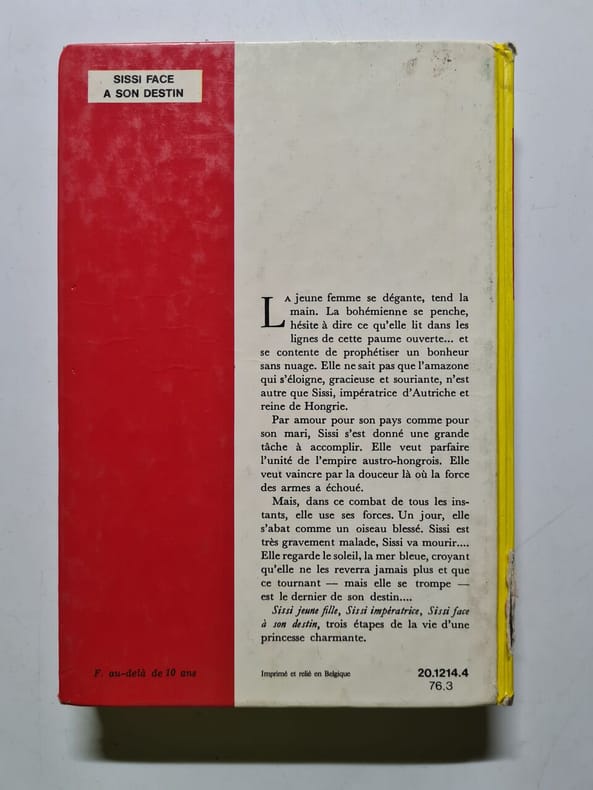 SISSI FACE
A SON DESTIN
LA jeune femme se dégante, tend la
main. La bohémienne se penche,
hésite à dire ce qu'elle lit dans les
lignes de cette paume ouverte... et
se contente de prophétiser un bonheur
sans nuage. Elle ne sait pas que l'amazone
qui s'éloigne, gracieuse et souriante, n'est
autre que Sissi, impératrice d'Autriche et
reine de Hongrie.
Par amour pour son pays comme pour
son mari, Sissi s'est donné une grande
tâche à accomplir. Elle veut parfaire
l'unité de l'empire austro-hongrois. Elle
veut vaincre par la douceur là où la force
des armes a échoué.
Mais, dans ce combat de tous les ins-
tants, elle use ses forces. Un jour, elle
s'abat comme un oiseau blessé. Sissi est
très gravement malade, Sissi va mourir....
Elle regarde le soleil, la mer bleue, croyant
qu'elle ne les reverra jamais plus et que
ce tournant — mais elle se trompe —
est le dernier de son destin....
Sissi jeune fille, Sissi impératrice, Sissi face
à son destin, trois étapes de la vie d'une
princesse charmante.
F. au-delà de 10 ans
Imprimé et relié en Belgique
20.1214.4
76.3